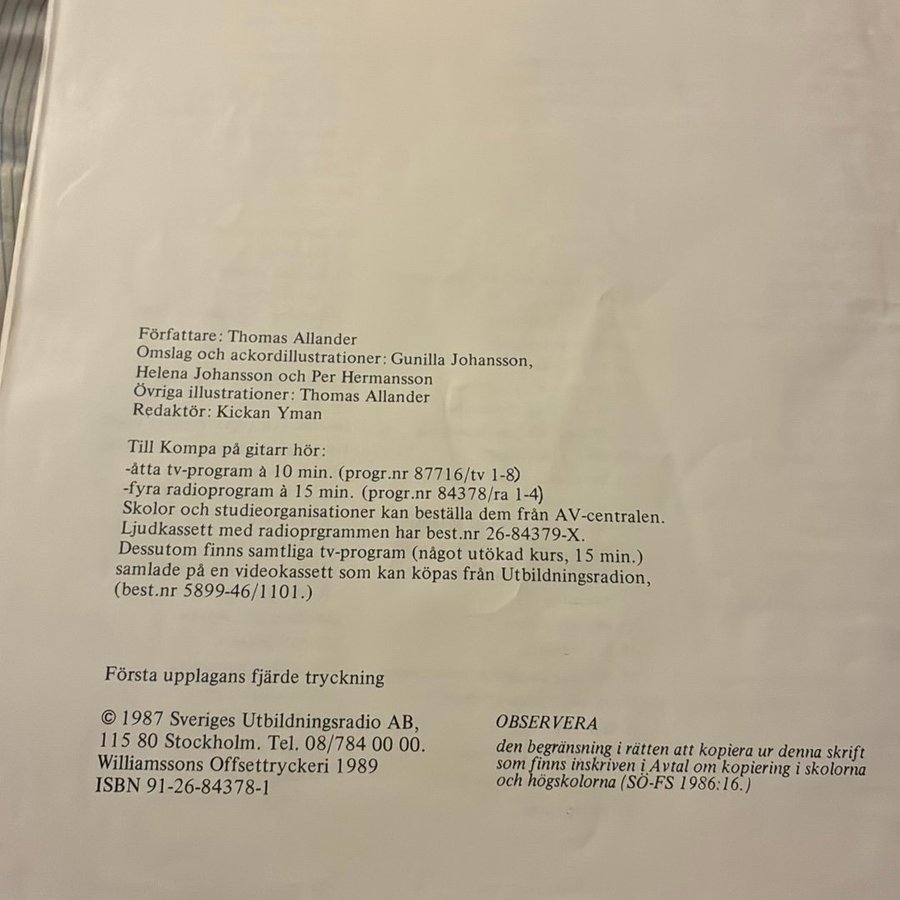 Författare: Thomas Allander
Omslag och ackordillustrationer: Gunilla Johansson,
Helena Johansson och Per Hermansson
Övriga illustrationer: Thomas Allander
Redaktör: Kickan Yman
Till Kompa på gitarr hör:
-åtta tv-program à 10 min. (progr.nr 87716/tv 1-8)
-fyra radioprogram à 15 min. (progr.nr 84378/ra 1-4)
Skolor och studieorganisationer kan beställa dem från AV-centralen.
Ljudkassett med radioprgrammen har best.nr 26-84379-X.
Dessutom finns samtliga tv-program (något utökad kurs, 15 min.)
samlade på en videokassett som kan köpas från Utbildningsradion,
(best.nr 5899-46/1101.)
Första upplagans fjärde tryckning
© 1987 Sveriges Utbildningsradio AB,
115 80 Stockholm. Tel. 08/784 00 00.
Williamssons Offsettryckeri 1989
ISBN 91-26-84378-1
OBSERVERA
den begränsning i rätten att kopiera ur denna skrift
som finns inskriven i Avtal om kopiering i skolorna
och högskolorna (SÖ-FS 1986:16.)